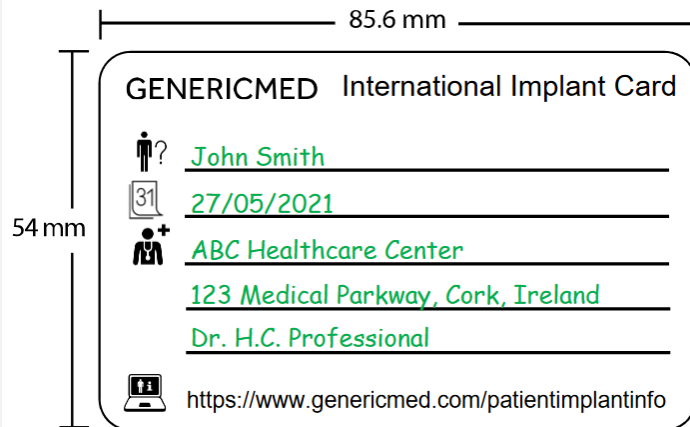 85.6 mm
GENERICMED International Implant Card
? John Smith
31 27/05/2021
54 mm
ABC Healthcare Center
123 Medical Parkway, Cork, Ireland
Dr. H.C. Professional
i https://www.genericmed.com/patientimplantinfo